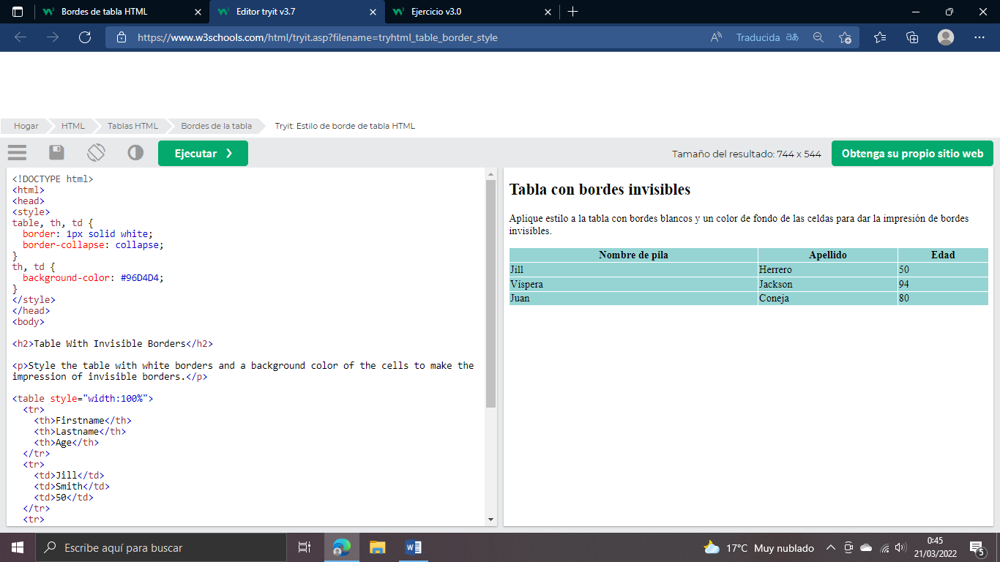 Bordes de tabla HTML
Editor tryit v3.7
Ejercicio v3.0
https://www.w3schools.com/html/tryit.asp?filename=tryhtml_table_border_style
Traducida
Hogar
HTML
Tablas HTML
Bordes de la tabla
Tryit: Estilo de borde de tabla HTML
Ejecutar ❯
Tamaño del resultado: 744 x 544
Obtenga su propio sitio web
<!DOCTYPE html>
<html>
<head>
<style>
table, th, td {
  border: 1px solid white;
  border-collapse: collapse;
}
th, td {
  background-color: #96D4D4;
}
</style>
</head>
<body>
<h2>Table With Invisible Borders</h2>
<p>Style the table with white borders and a background color of the cells to make the
impression of invisible borders.</p>
<table style="width:100%">
  <tr>
    <th>Firstname</th>
    <th>Lastname</th>
    <th>Age</th>
  </tr>
  <tr>
    <td>Jill</td>
    <td>Smith</td>
    <td>50</td>
  </tr>
  <tr>
Tabla con bordes invisibles
Aplique estilo a la tabla con bordes blancos y un color de fondo de las celdas para dar la impresión de bordes
invisibles.
Nombre de pila Apellido Edad
Jill Herrero 50
Víspera Jackson 94
Juan Coneja 80
Escribe aquí para buscar
17°C Muy nublado
0:45
21/03/2022
5